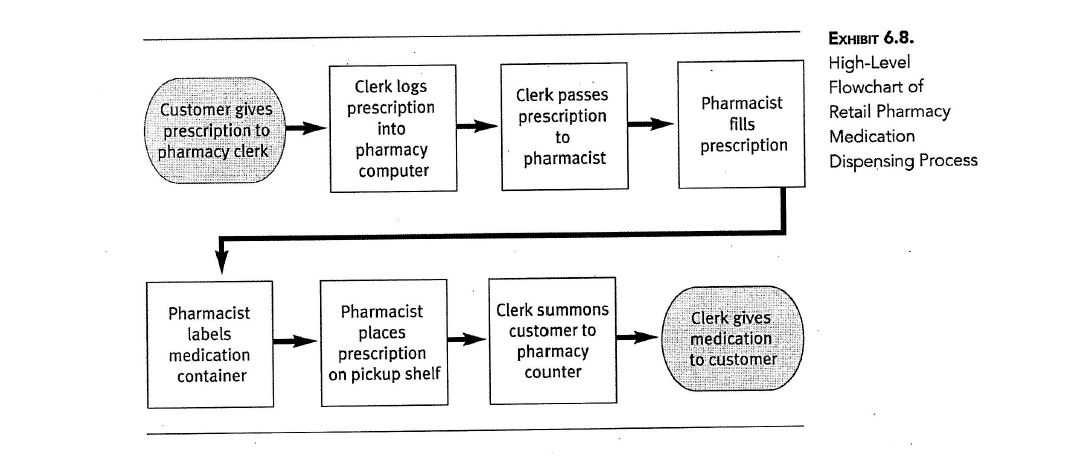 EXHIBIT 6.8.
High-Level
Flowchart of
Retail Pharmacy
Medication
Dispensing Process
Customer gives
prescription to
pharmacy clerk
Clerk logs
prescription
into
pharmacy
computer
Clerk passes
prescription
to
pharmacist
Pharmacist
fills
prescription
Pharmacist
labels
medication
container
Pharmacist
places
prescription
on pickup shelf
Clerk summons
customer to
pharmacy
counter
Clerk gives
medication
to customer